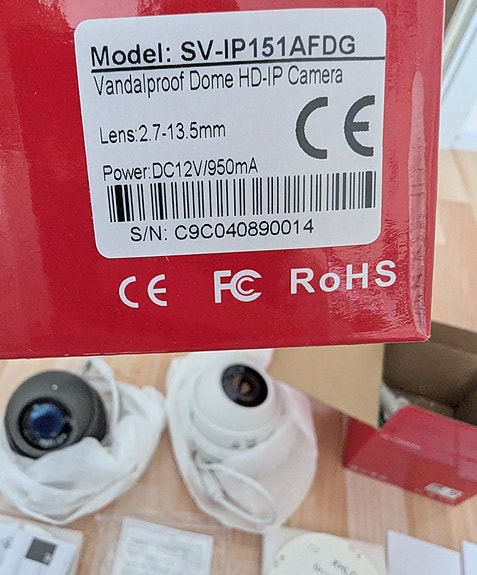 Model: SV-IP151AFDG
Vandalproof Dome HD-IP Camera
Lens:2.7-13.5mm
CE
Power:DC12V/950mA
S/N: C9C040890014
CE FC RoHS